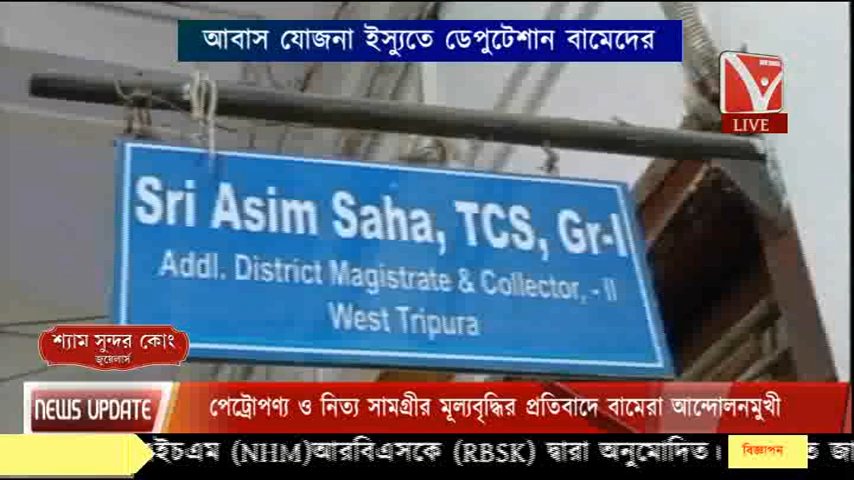 আবাস যোজনা ইস্যুতে ডেপুটেশান বামেদের
LIVE
Sri Asim Saha, TCS, Gr-I
Addl. District Magistrate & Collector, - II
West Tripura
শ্যাম সুন্দর কোং
জুয়েলার্স
NEWS UPDATE
পেট্রোপণ্য ও নিত্য সামগ্রীর মূল্যবৃদ্ধির প্রতিবাদে বামেরা আন্দোলনমুখী
(NHM)আরবিএসকে (RBSK) দ্বারা অনুমোদিত।
বিজ্ঞাপন